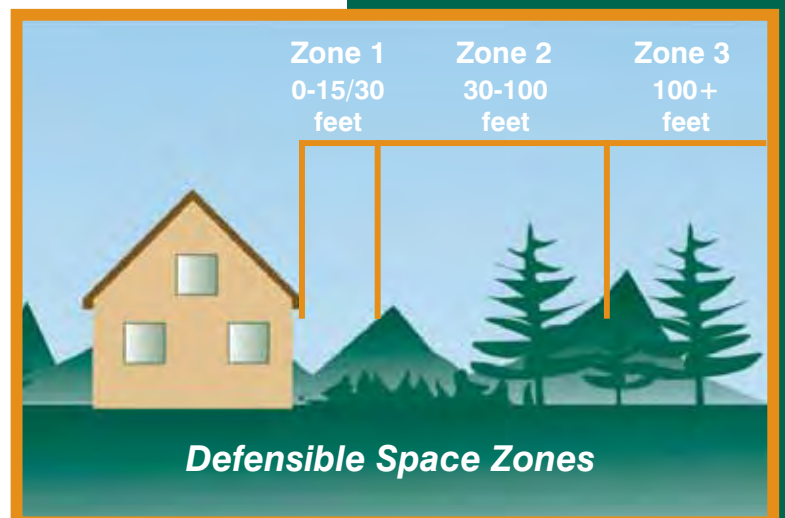 Zone 1
0-15/30
feet
Zone 2
30-100
feet
Zone 3
100+
feet
Defensible Space Zones